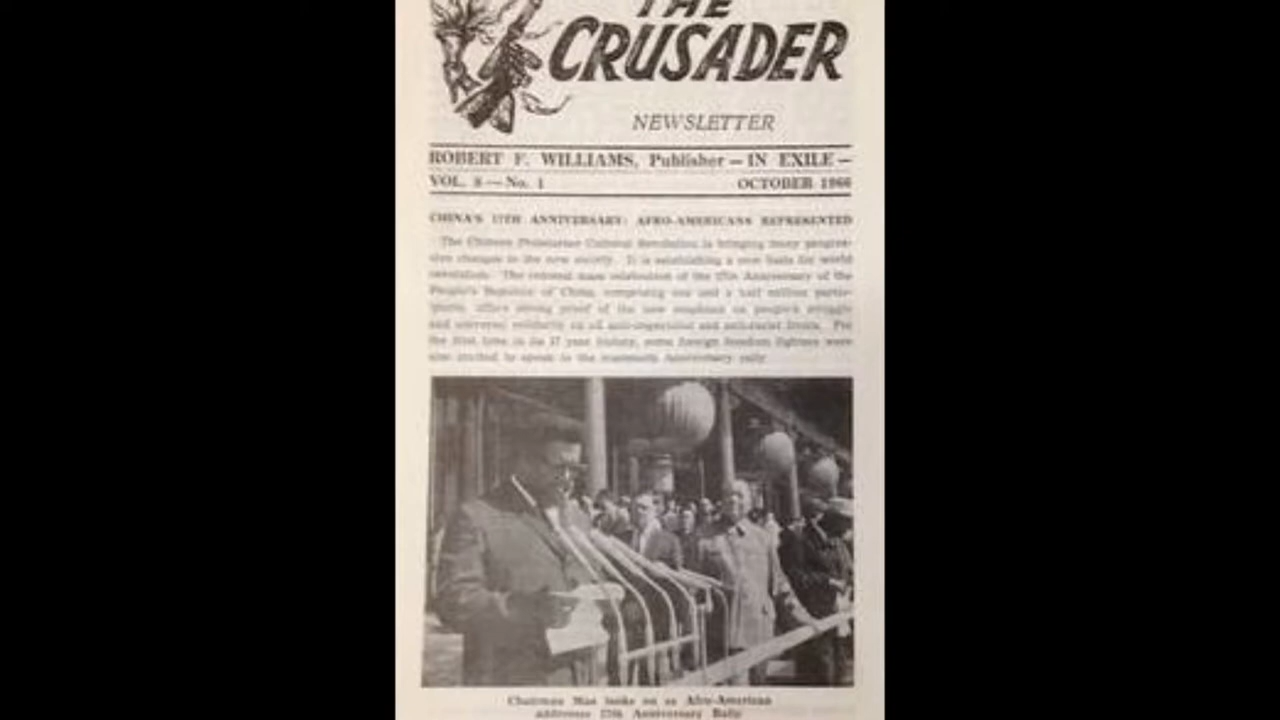 THE
CRUSADER
NEWSLETTER
ROBERT F. WILLIAMS, Publisher — IN EXILE —
VOL. 8 — No. 1 OCTOBER 1966
CHINA'S 17TH ANNIVERSARY: AFRO-AMERICANS REPRESENTED
The Chinese Proletarian Cultural Revolution is bringing many progres-
sive changes to the new society. It is establishing a new basis for world
revolution. The mass celebration of the 17th Anniversary of the
People's Republic of China, comprising one and a half million partic-
ipants, offers strong proof of the new emphasis on people's struggle
and universal solidarity on all anti-imperialist and anti-racist fronts. For
the first time in its 17 year history, some foreign freedom fighters were
also invited to speak to the mammoth Anniversary rally
Chairman Mao looks on as Afro-American
addresses 17th Anniversary Rally